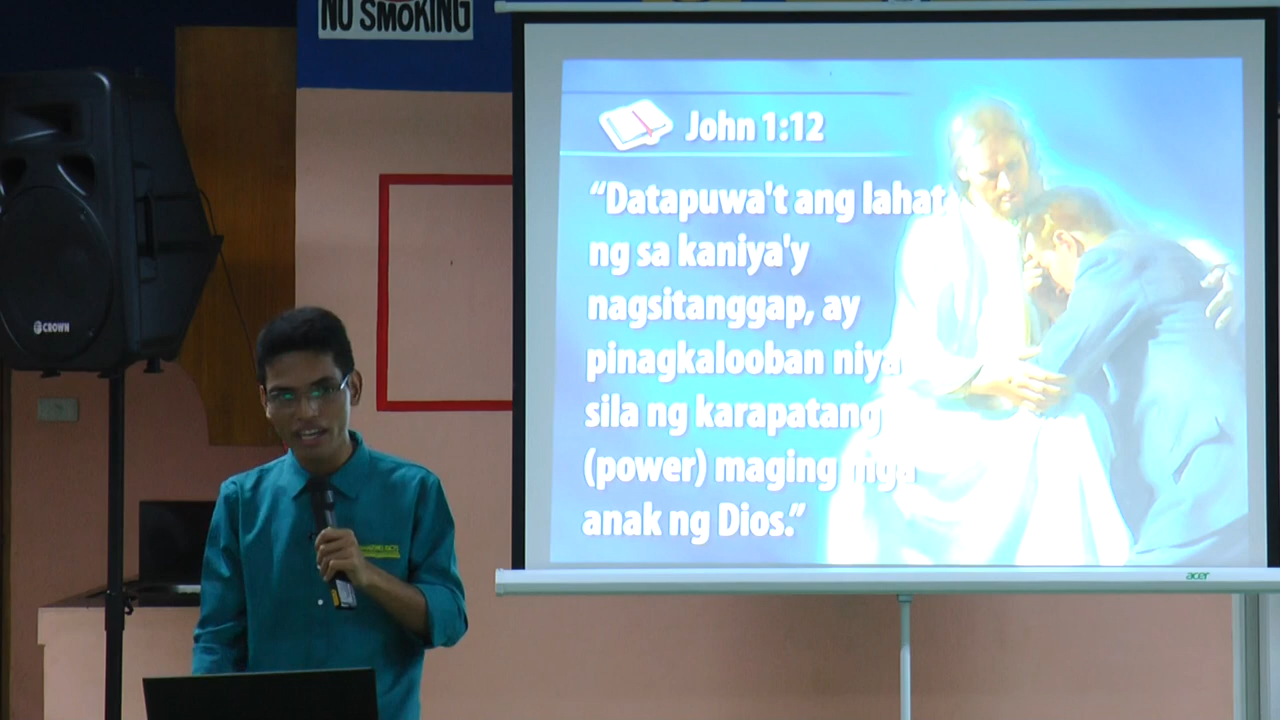 NO SMOKING
John 1:12
“Datapuwa't ang lahat
ng sa kaniya'y
nagsitanggap, ay
pinagkalooban niya
sila ng karapatang
(power) maging mga
anak ng Dios.”
CROWN
acer